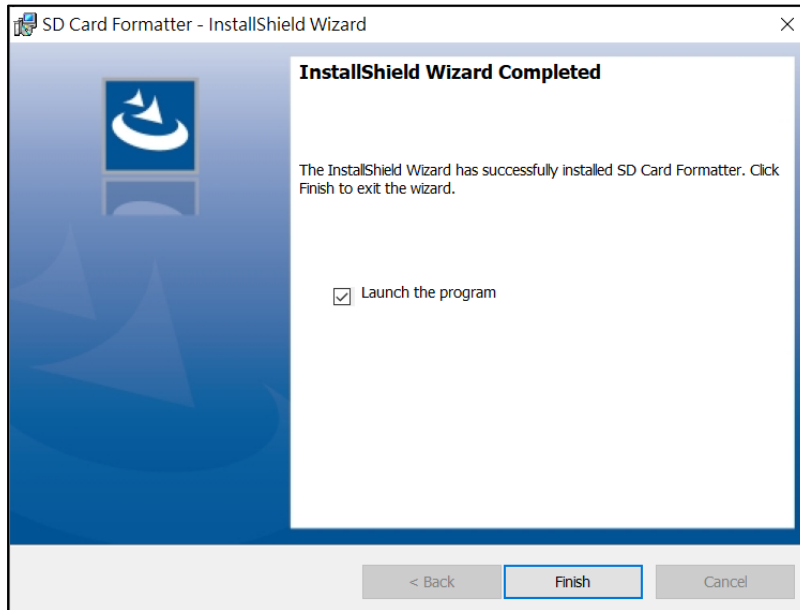 SD Card Formatter - InstallShield Wizard
InstallShield Wizard Completed
The InstallShield Wizard has successfully installed SD Card Formatter. Click
Finish to exit the wizard.
Launch the program
< Back Finish Cancel